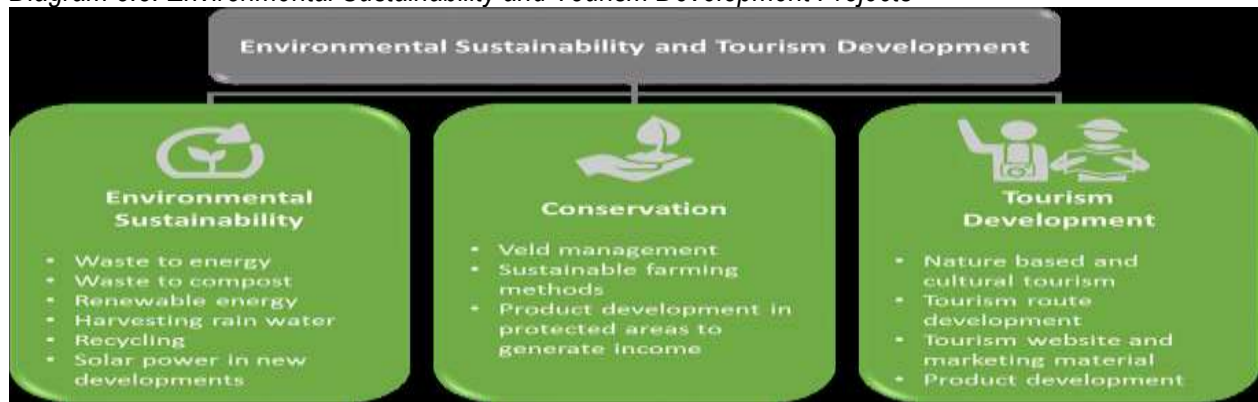 Environmental Sustainability and Tourism Development
Environmental
Sustainability
• Waste to energy
• Waste to compost
• Renewable energy
• Harvesting rain water
• Recycling
• Solar power in new
developments
Conservation
• Veld management
• Sustainable farming
methods
• Product development in
protected areas to
generate income
Tourism
Development
• Nature based and
cultural tourism
• Tourism route
development
• Tourism website and
marketing material
• Product development